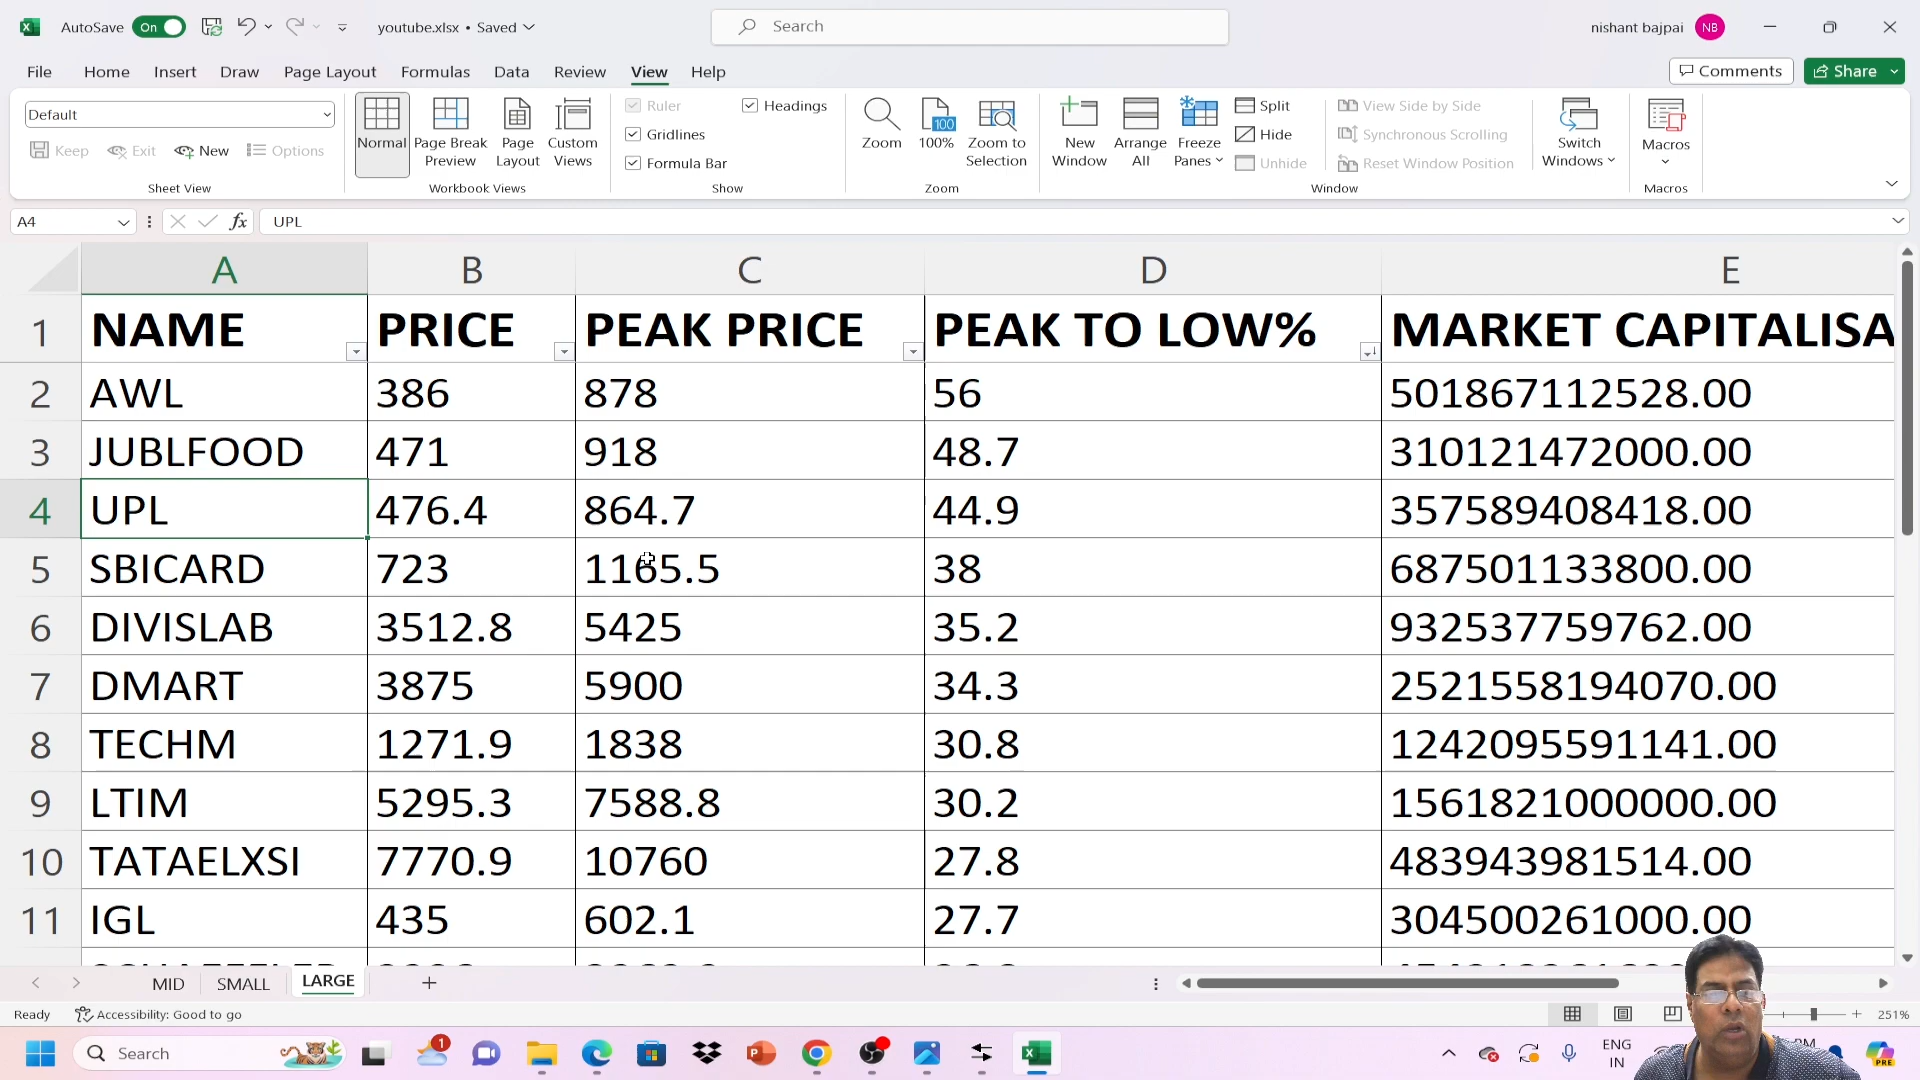 AutoSave On youtube.xlsx • Saved Search nishant bajpai NB
File Home Insert Draw Page Layout Formulas Data Review View Help Comments Share
Default
Keep Exit New Options
Sheet View
Normal Page Break Preview Page Layout Custom Views
Workbook Views
Ruler Headings
Gridlines
Formula Bar
Show
Zoom 100 100% Zoom to Selection
Zoom
New Window Arrange All Freeze Panes
Split
Hide
Unhide
View Side by Side
Synchronous Scrolling
Reset Window Position
Switch Windows
Window
Macros
Macros
A4 fx UPL
A B C D E
1 NAME PRICE PEAK PRICE PEAK TO LOW% MARKET CAPITALISA
2 AWL 386 878 56 501867112528.00
3 JUBLFOOD 471 918 48.7 310121472000.00
4 UPL 476.4 864.7 44.9 357589408418.00
5 SBICARD 723 1165.5 38 687501133800.00
6 DIVISLAB 3512.8 5425 35.2 932537759762.00
7 DMART 3875 5900 34.3 2521558194070.00
8 TECHM 1271.9 1838 30.8 1242095591141.00
9 LTIM 5295.3 7588.8 30.2 1561821000000.00
10 TATAELXSI 7770.9 10760 27.8 483943981514.00
11 IGL 435 602.1 27.7 304500261000.00
MID SMALL LARGE
Ready Accessibility: Good to go 251%
Search 1 ENG IN PM PRE